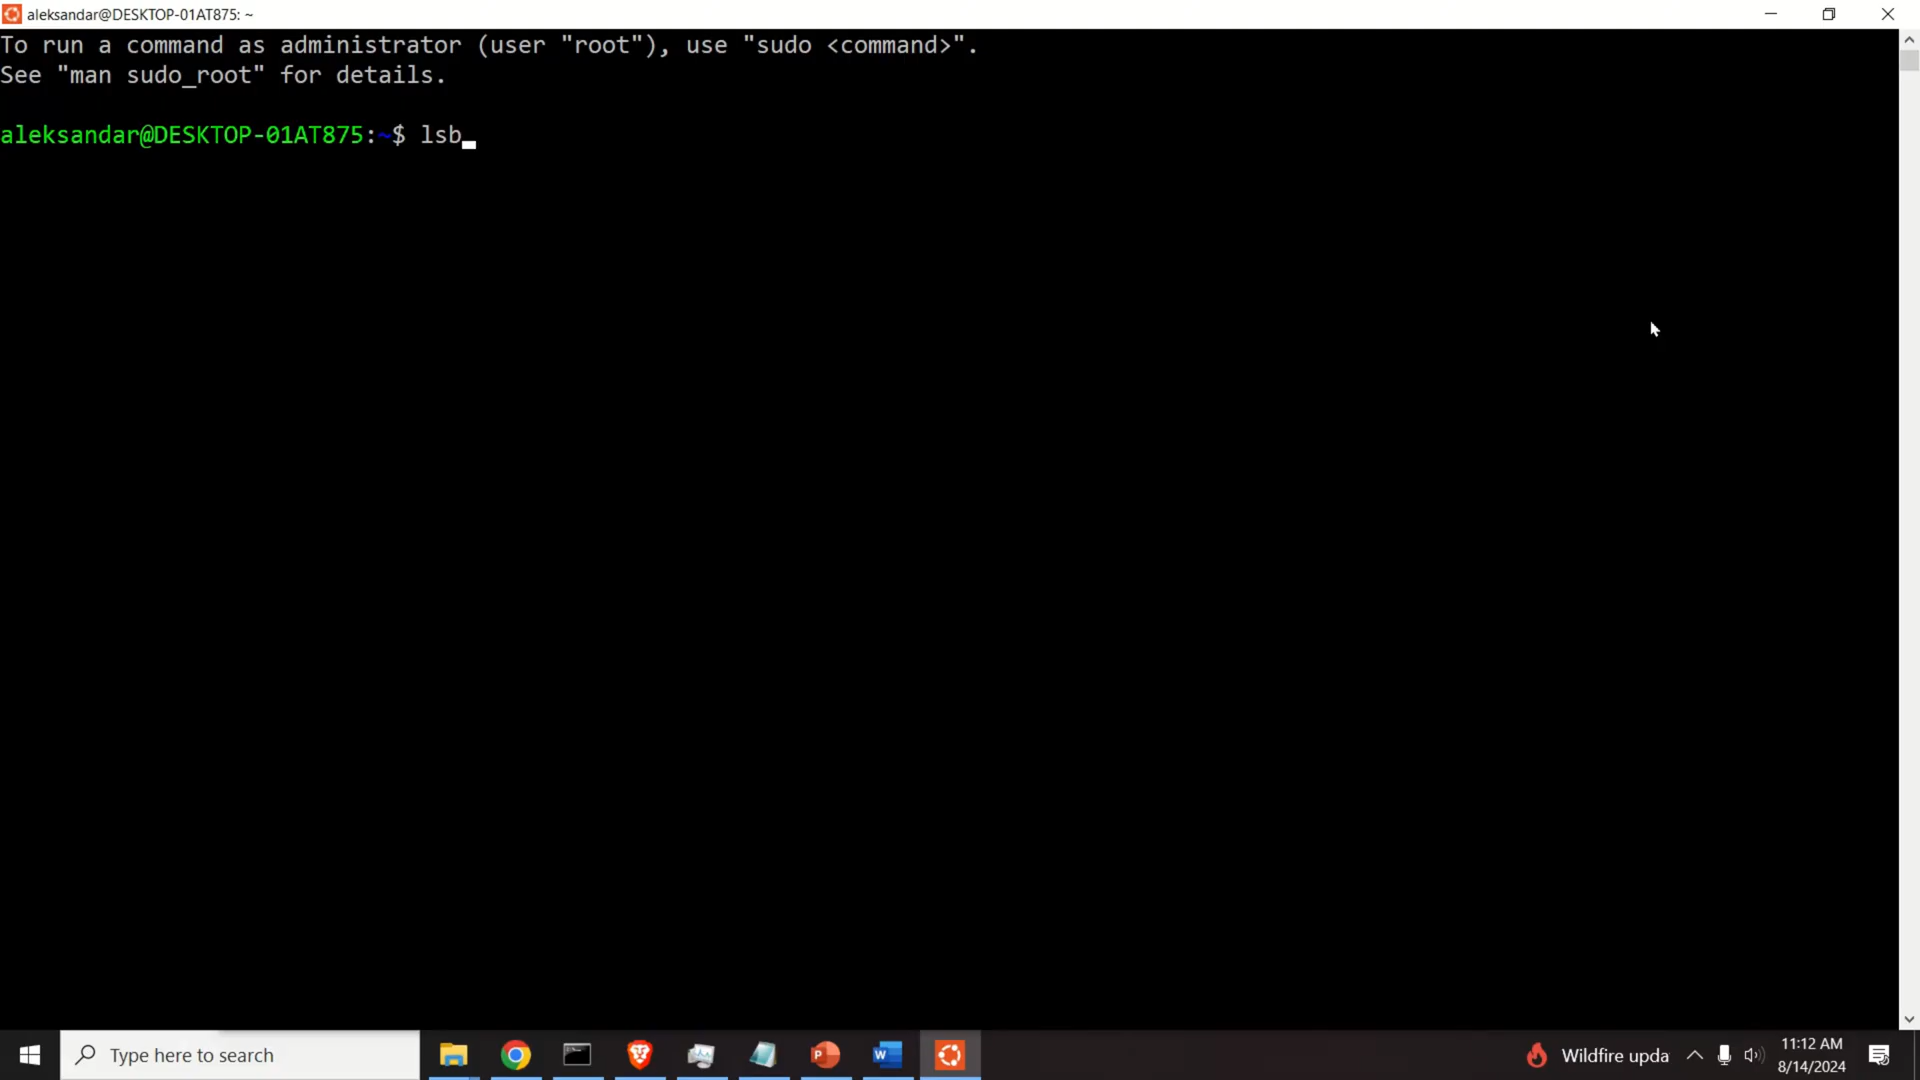 aleksandar@DESKTOP-01AT875: ~
To run a command as administrator (user "root"), use "sudo <command>".
See "man sudo_root" for details.
aleksandar@DESKTOP-01AT875:~$ lsb_
Type here to search
P
W
Wildfire upda
11:12 AM
8/14/2024